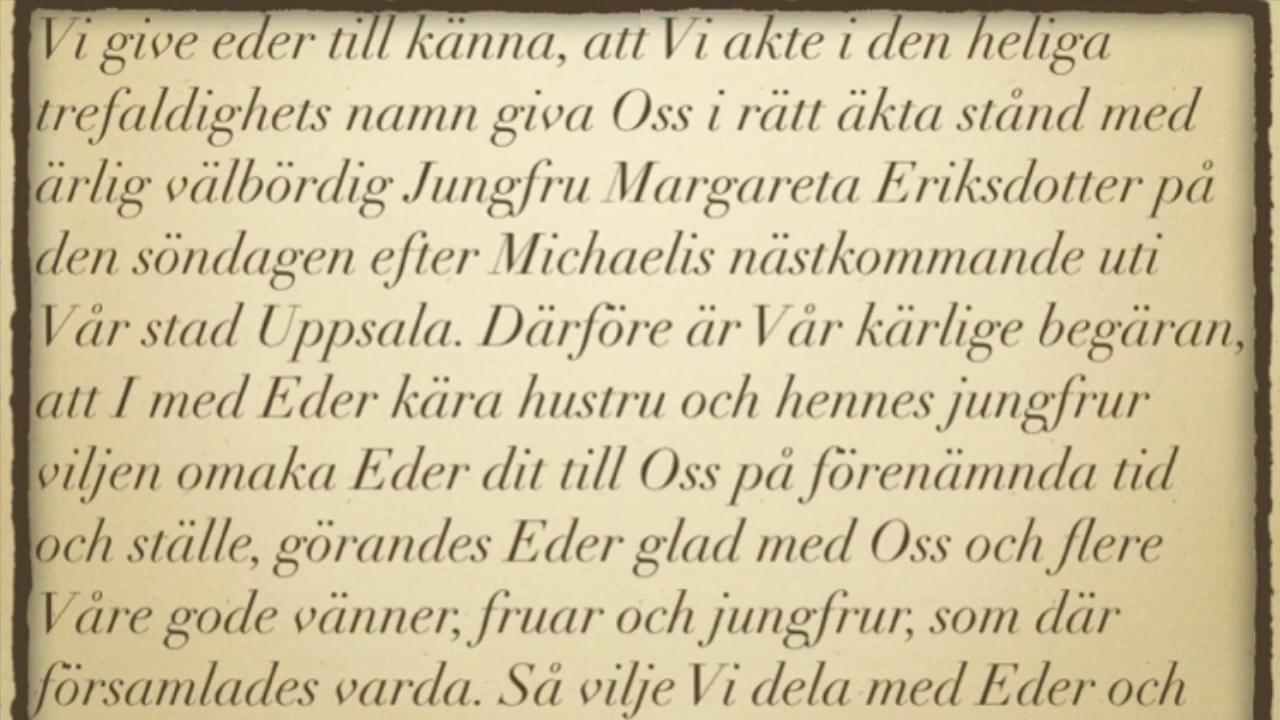 Vi give eder till känna, att Vi akte i den heliga
trefaldighets namn giva Oss i rätt äkta stånd med
ärlig välbördig Jungfru Margareta Eriksdotter på
den söndagen efter Michaelis nästkommande uti
Vår stad Uppsala. Därföre är Vår kärlige begäran,
att I med Eder kära hustru och hennes jungfrur
viljen omaka Eder dit till Oss på förenämnda tid
och ställe, görandes Eder glad med Oss och flere
Våre gode vänner, fruar och jungfrur, som där
församlades varda. Så vilje Vi dela med Eder och